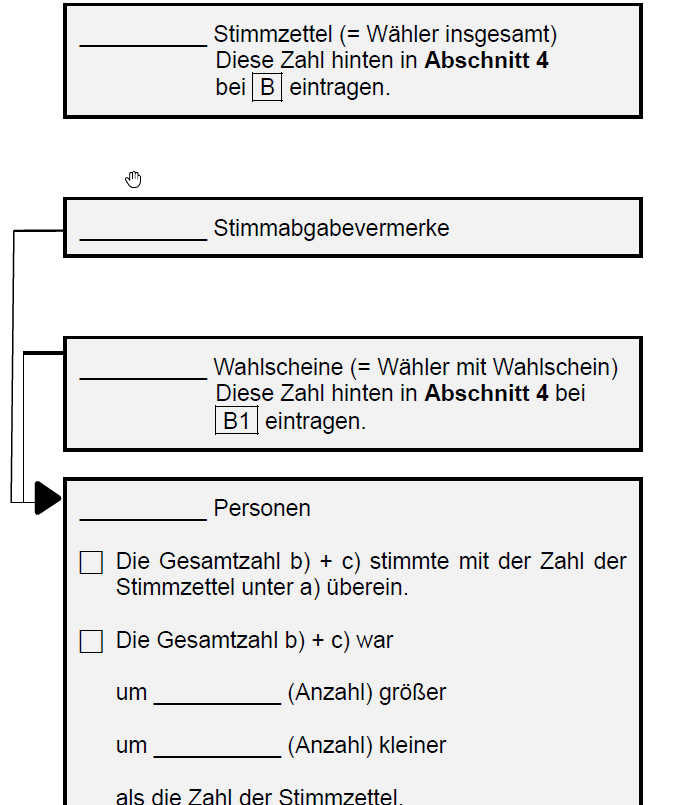 __________ Stimmzettel (= Wähler insgesamt)
Diese Zahl hinten in Abschnitt 4
bei B eintragen.
__________ Stimmabgabevermerke
__________ Wahlscheine (= Wähler mit Wahlschein)
Diese Zahl hinten in Abschnitt 4 bei
B1 eintragen.
__________ Personen
Die Gesamtzahl b) + c) stimmte mit der Zahl der
Stimmzettel unter a) überein.
Die Gesamtzahl b) + c) war
um __________ (Anzahl) größer
um __________ (Anzahl) kleiner
als die Zahl der Stimmzettel.